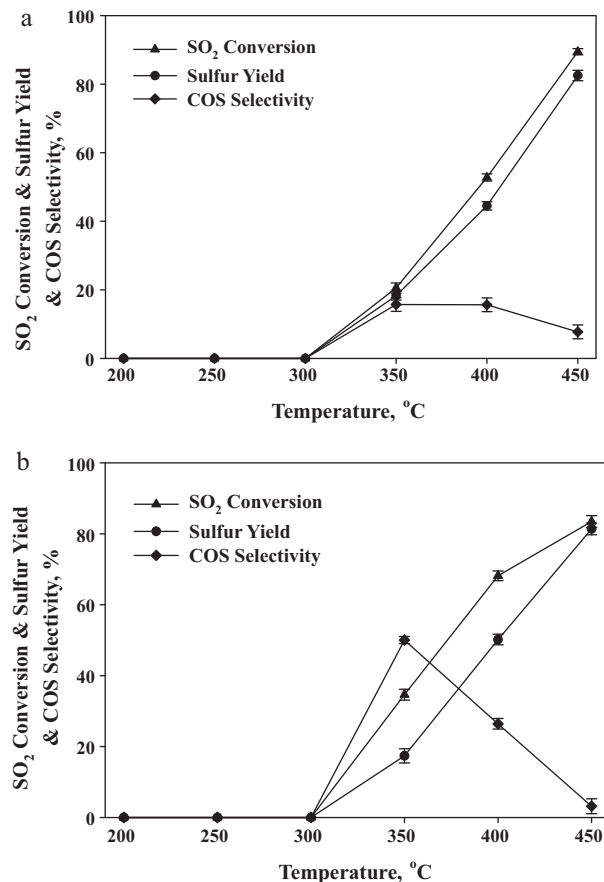 a
100
80
60
40
20
0
SO₂ Conversion & Sulfur Yield
& COS Selectivity, %
SO₂ Conversion
Sulfur Yield
COS Selectivity
200 250 300 350 400 450
Temperature, °C
b
100
80
60
40
20
0
SO₂ Conversion & Sulfur Yield
& COS Selectivity, %
SO₂ Conversion
Sulfur Yield
COS Selectivity
200 250 300 350 400 450
Temperature, °C